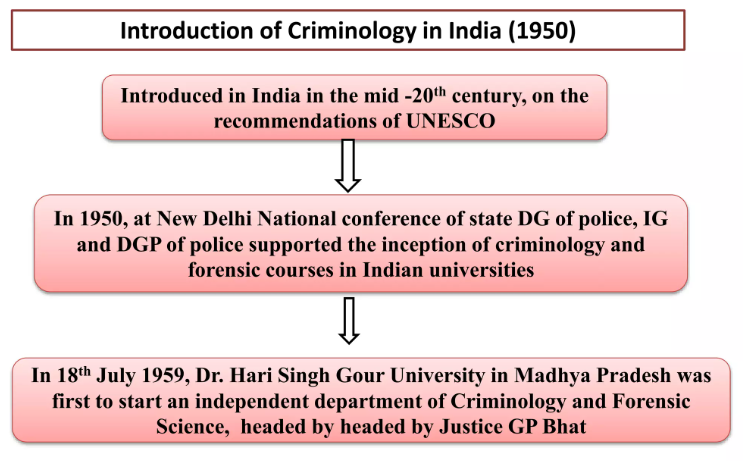 Introduction of Criminology in India (1950)
Introduced in India in the mid -20th century, on the
recommendations of UNESCO
In 1950, at New Delhi National conference of state DG of police, IG
and DGP of police supported the inception of criminology and
forensic courses in Indian universities
In 18th July 1959, Dr. Hari Singh Gour University in Madhya Pradesh was
first to start an independent department of Criminology and Forensic
Science,  headed by headed by Justice GP Bhat